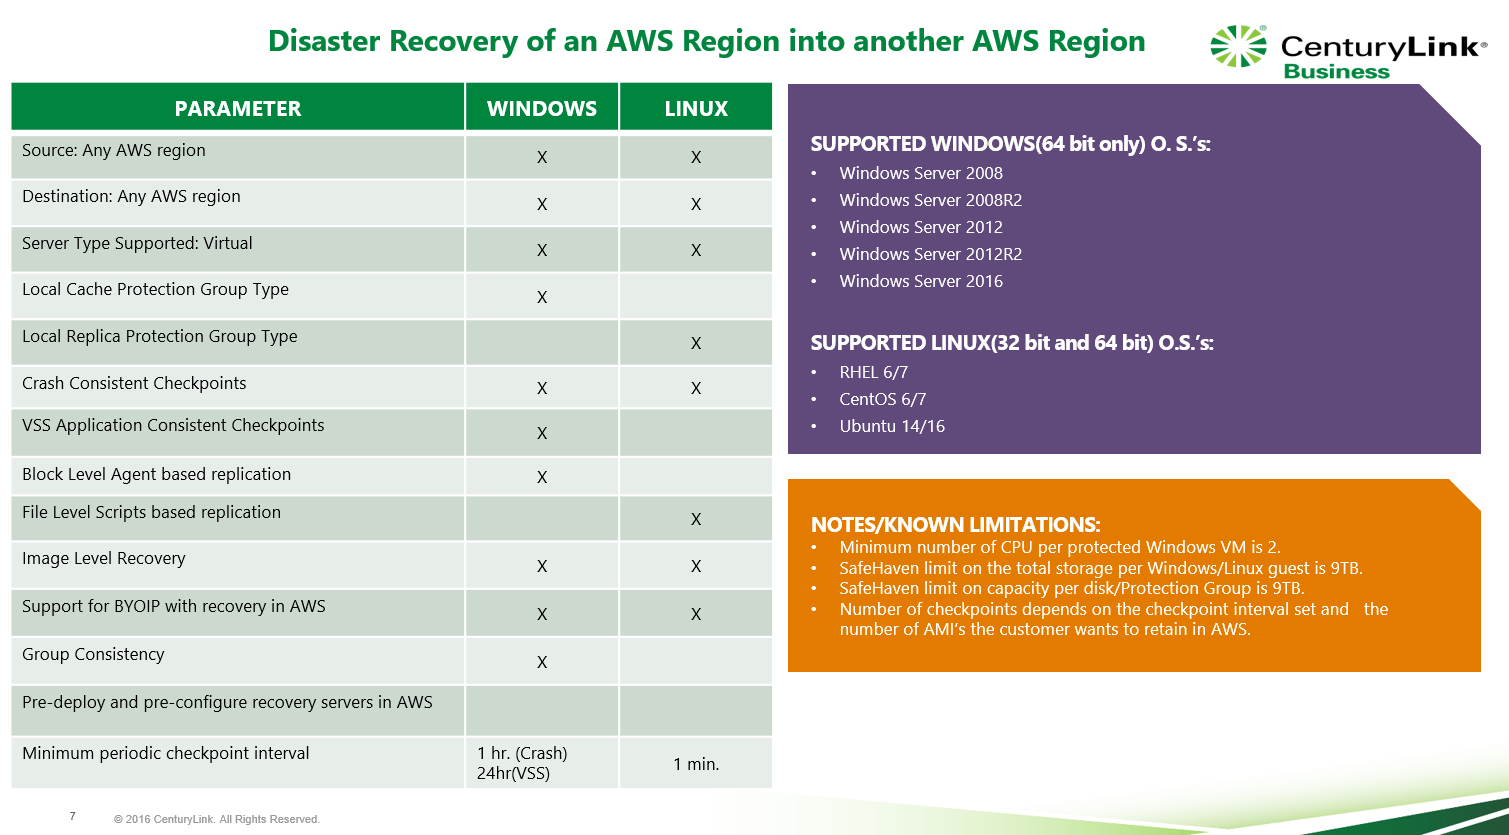 Disaster Recovery of an AWS Region into another AWS Region
CenturyLink®
Business
PARAMETER WINDOWS LINUX
Source: Any AWS region X X
Destination: Any AWS region X X
Server Type Supported: Virtual X X
Local Cache Protection Group Type X
Local Replica Protection Group Type X
Crash Consistent Checkpoints X X
VSS Application Consistent Checkpoints X
Block Level Agent based replication X
File Level Scripts based replication X
Image Level Recovery X X
Support for BYOIP with recovery in AWS X X
Group Consistency X
Pre-deploy and pre-configure recovery servers in AWS
Minimum periodic checkpoint interval 1 hr. (Crash) 1 min.
24hr(VSS)
SUPPORTED WINDOWS(64 bit only) O. S.’s:
• Windows Server 2008
• Windows Server 2008R2
• Windows Server 2012
• Windows Server 2012R2
• Windows Server 2016
SUPPORTED LINUX(32 bit and 64 bit) O.S.’s:
• RHEL 6/7
• CentOS 6/7
• Ubuntu 14/16
NOTES/KNOWN LIMITATIONS:
• Minimum number of CPU per protected Windows VM is 2.
• SafeHaven limit on the total storage per Windows/Linux guest is 9TB.
• SafeHaven limit on capacity per disk/Protection Group is 9TB.
• Number of checkpoints depends on the checkpoint interval set and the
number of AMI’s the customer wants to retain in AWS.
7 © 2016 CenturyLink. All Rights Reserved.